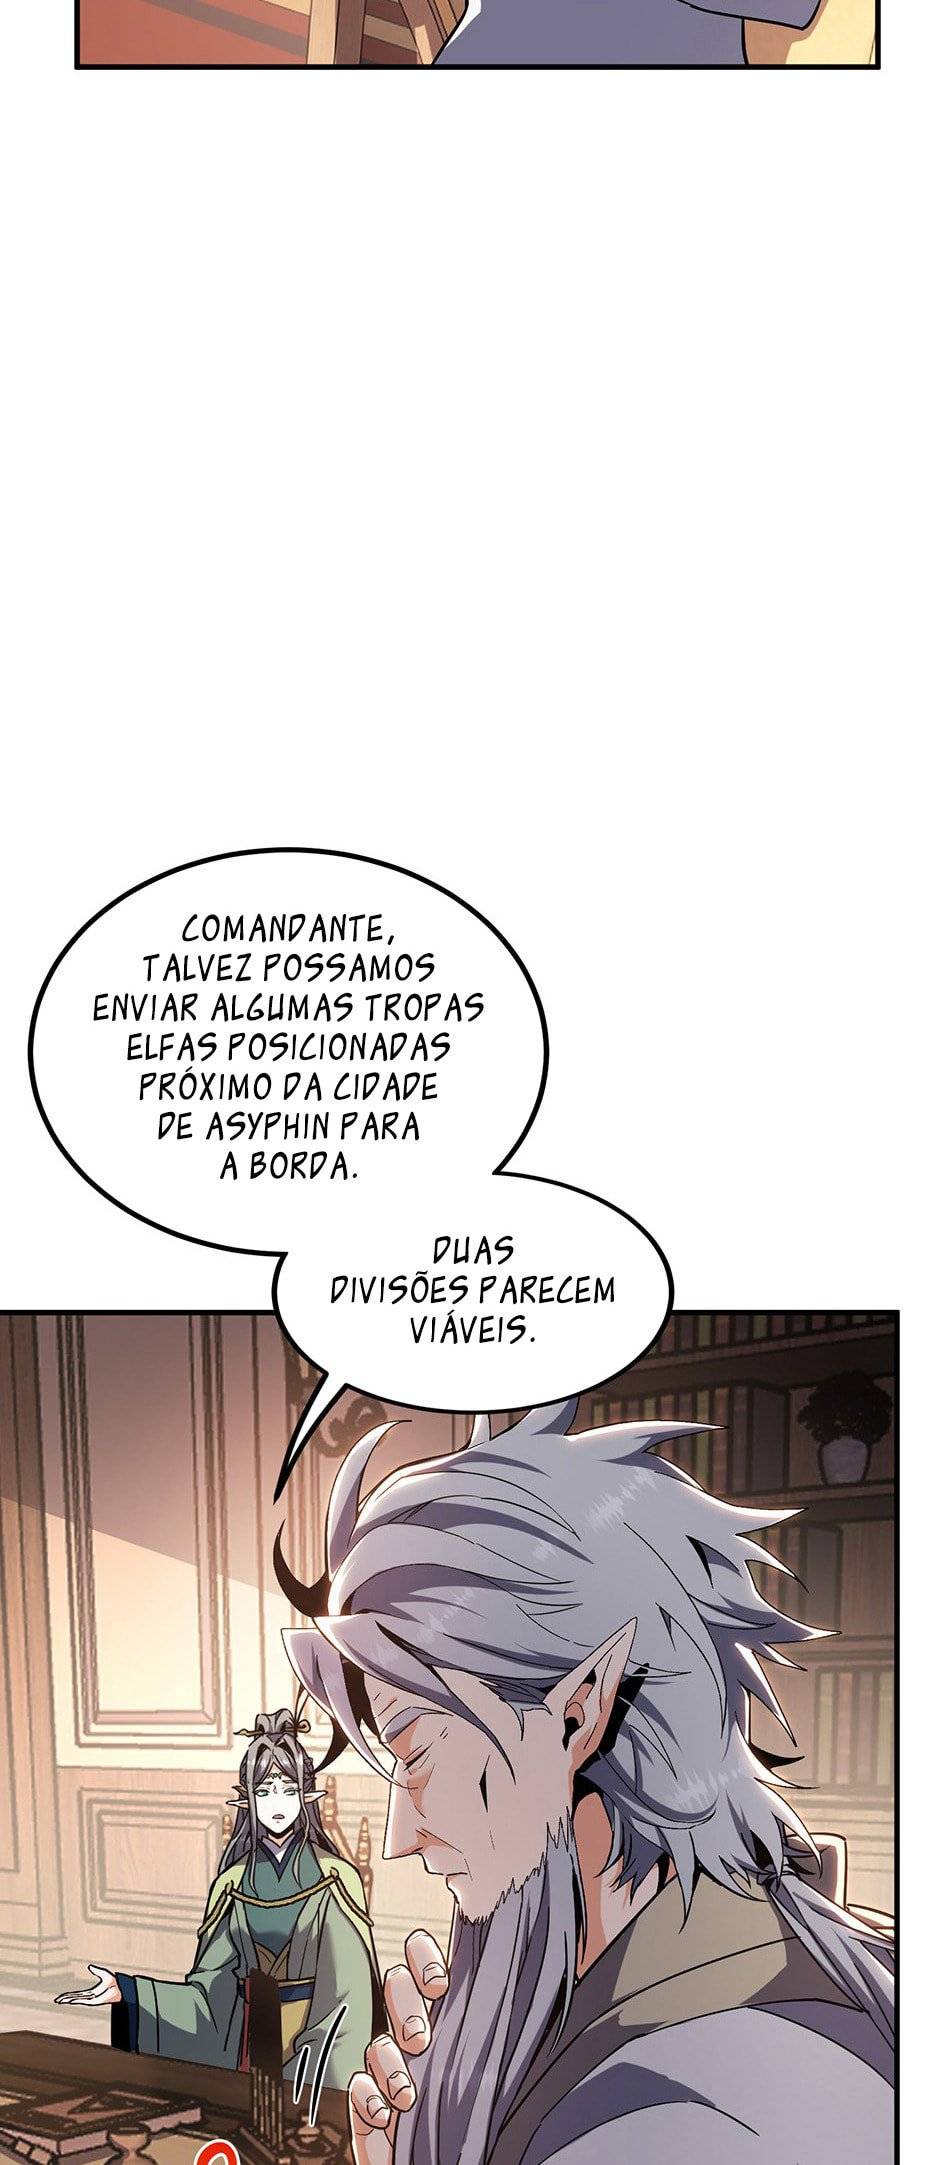 COMANDANTE,
TALVEZ POSSAMOS
ENVIAR ALGUMAS TROPAS
ELFAS POSICIONADAS
PRÓXIMO DA CIDADE
DE ASYPHIN PARA
A BORDA.
DUAS
DIVISÕES PARECEM
VIÁVEIS.